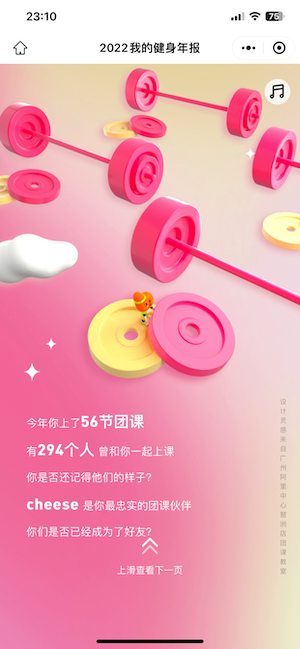 23:10
75
2022我的健身年报
今年你上了56节团课
有294个人 曾和你一起上课
你是否还记得他们的样子?
cheese 是你最忠实的团课伙伴
你们是否已经成为了好友?
上滑查看下一页
设计灵感来自广州阿里中心琶洲店团课教室